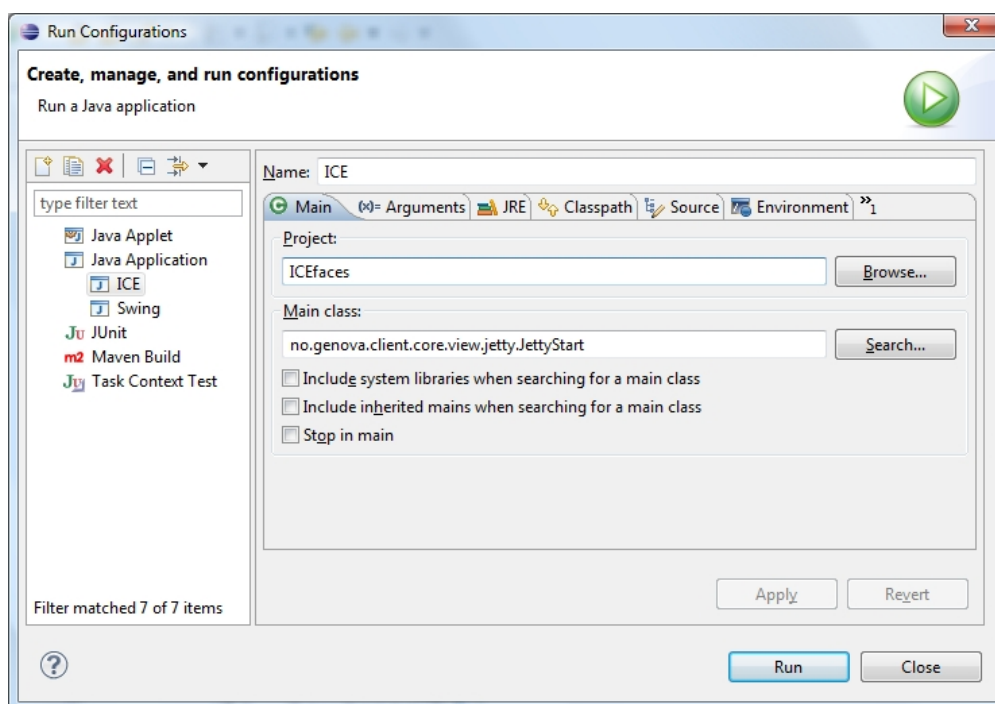 Run Configurations
Create, manage, and run configurations
Run a Java application
type filter text
Java Applet
Java Application
ICE
Swing
Ju JUnit
m2 Maven Build
Ju Task Context Test
Filter matched 7 of 7 items
Name: ICE
Main (x)= Arguments JRE Classpath Source Environment »1
Project:
ICEfaces Browse...
Main class:
no.genova.client.core.view.jetty.JettyStart Search...
Include system libraries when searching for a main class
Include inherited mains when searching for a main class
Stop in main
Apply Revert
? Run Close